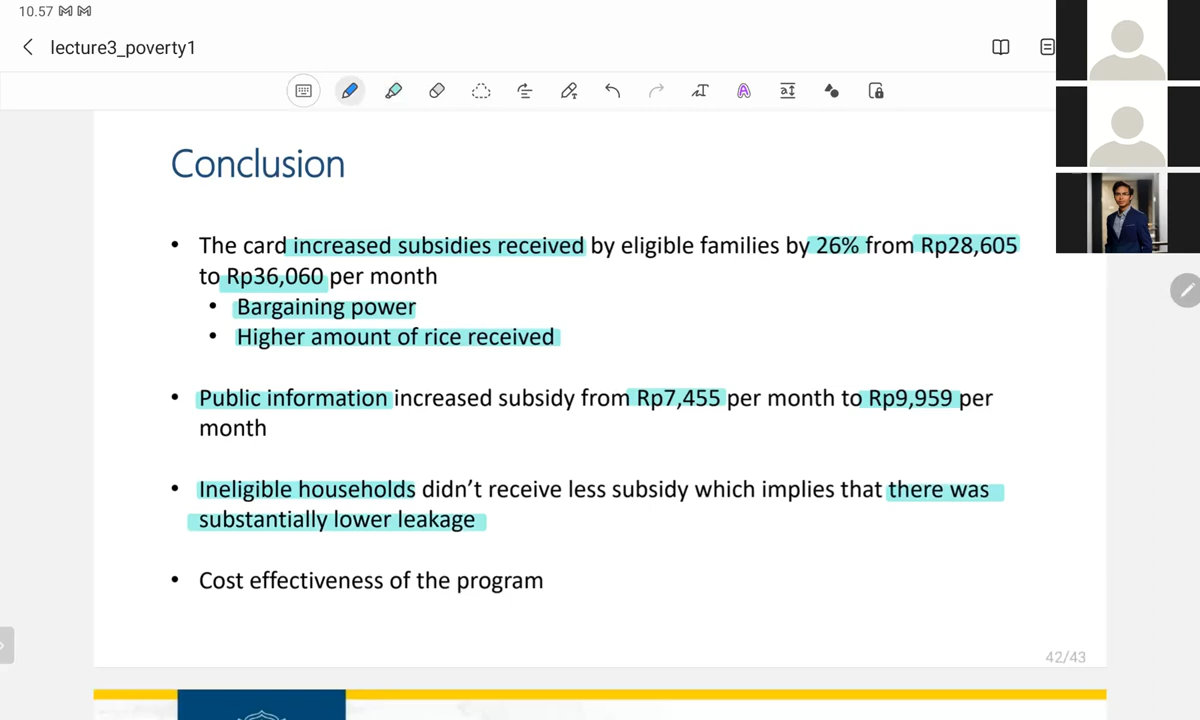 10.57
lecture3_poverty1
Conclusion
• The card increased subsidies received by eligible families by 26% from Rp28,605
to Rp36,060 per month
• Bargaining power
• Higher amount of rice received
• Public information increased subsidy from Rp7,455 per month to Rp9,959 per
month
• Ineligible households didn’t receive less subsidy which implies that there was
substantially lower leakage
• Cost effectiveness of the program
42/43